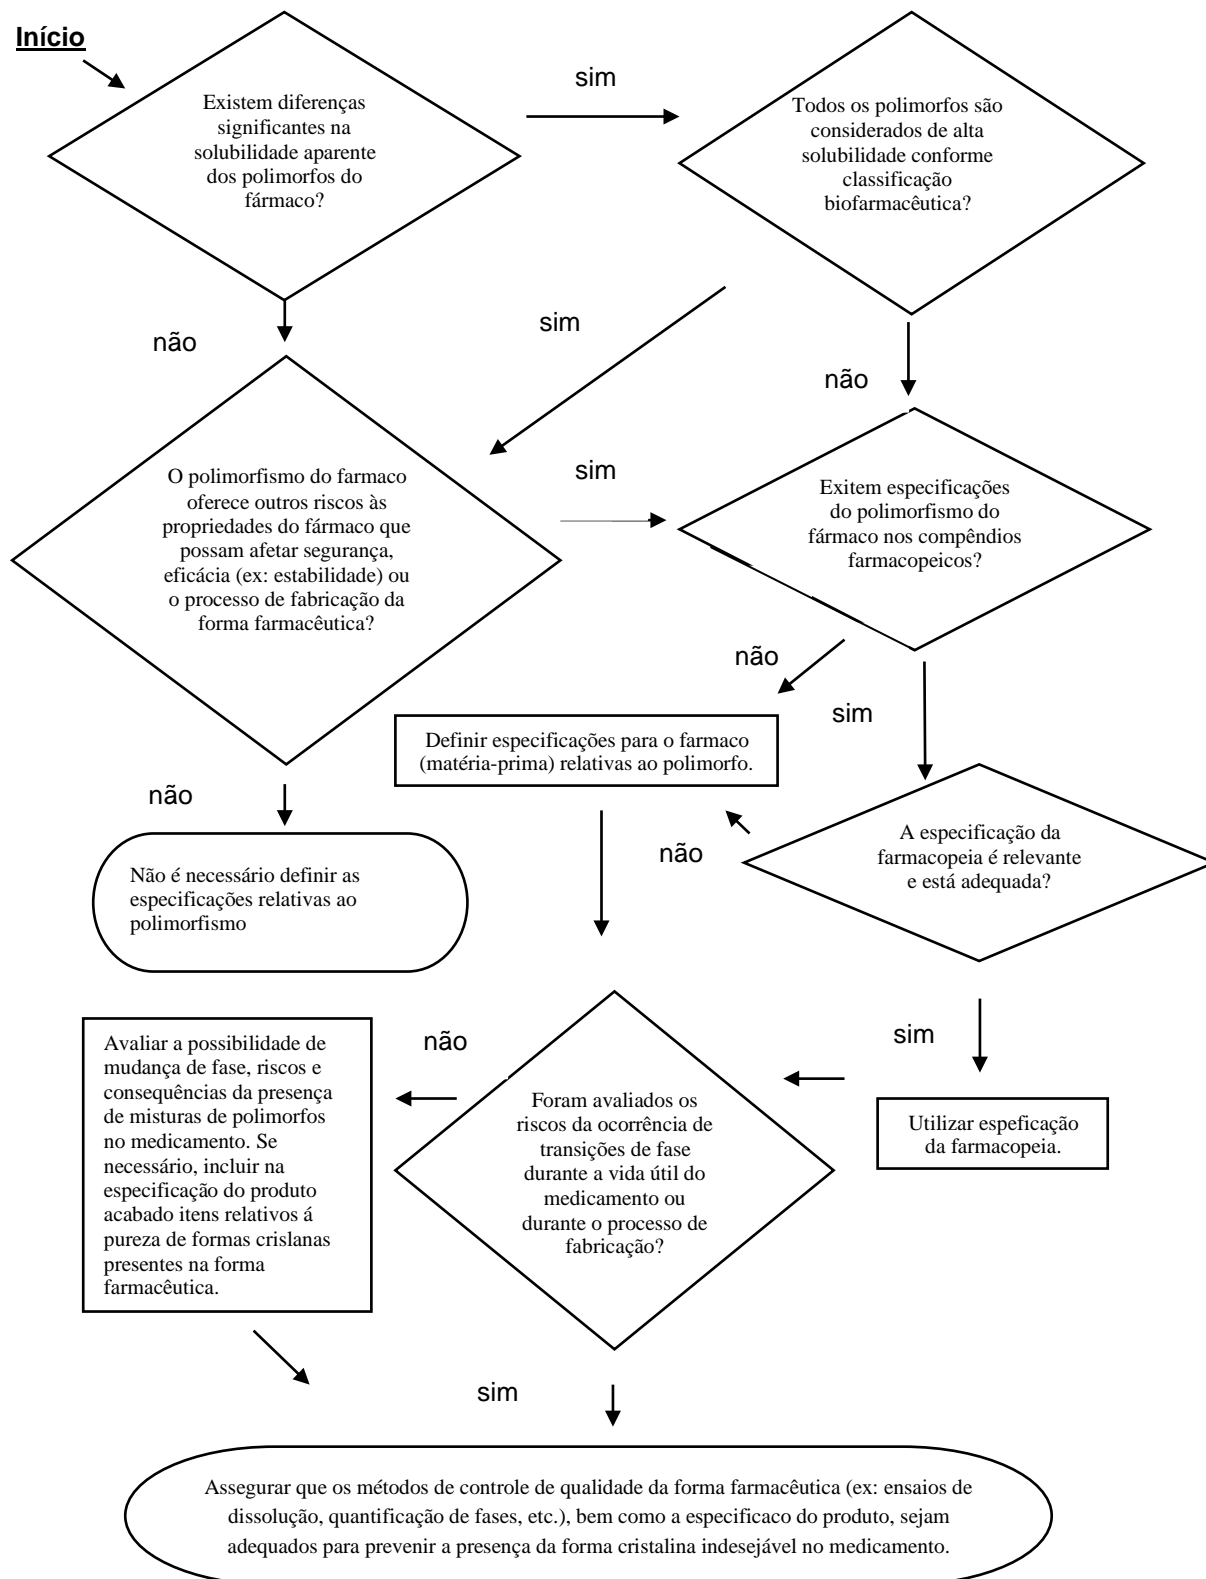 Início
Existem diferenças
significantes na
solubilidade aparente
dos polimorfos do
fármaco?
sim
Todos os polimorfos são
considerados de alta
solubilidade conforme
classificação
biofarmacêutica?
não
sim
não
O polimorfismo do farmaco
oferece outros riscos às
propriedades do fármaco que
possam afetar segurança,
eficácia (ex: estabilidade) ou
o processo de fabricação da
forma farmacêutica?
sim
Exitem especificações
do polimorfismo do
fármaco nos compêndios
farmacopeicos?
não
sim
Definir especificações para o farmaco
(matéria-prima) relativas ao polimorfo.
não
Não é necessário definir as
especificações relativas ao
polimorfismo
não
A especificação da
farmacopeia é relevante
e está adequada?
sim
Utilizar espeficação
da farmacopeia.
Avaliar a possibilidade de
mudança de fase, riscos e
consequências da presença
de misturas de polimorfos
no medicamento. Se
necessário, incluir na
especificação do produto
acabado itens relativos á
pureza de formas crislanas
presentes na forma
farmacêutica.
não
Foram avaliados os
riscos da ocorrência de
transições de fase
durante a vida útil do
medicamento ou
durante o processo de
fabricação?
sim
Assegurar que os métodos de controle de qualidade da forma farmacêutica (ex: ensaios de
dissolução, quantificação de fases, etc.), bem como a especificaco do produto, sejam
adequados para prevenir a presença da forma cristalina indesejável no medicamento.